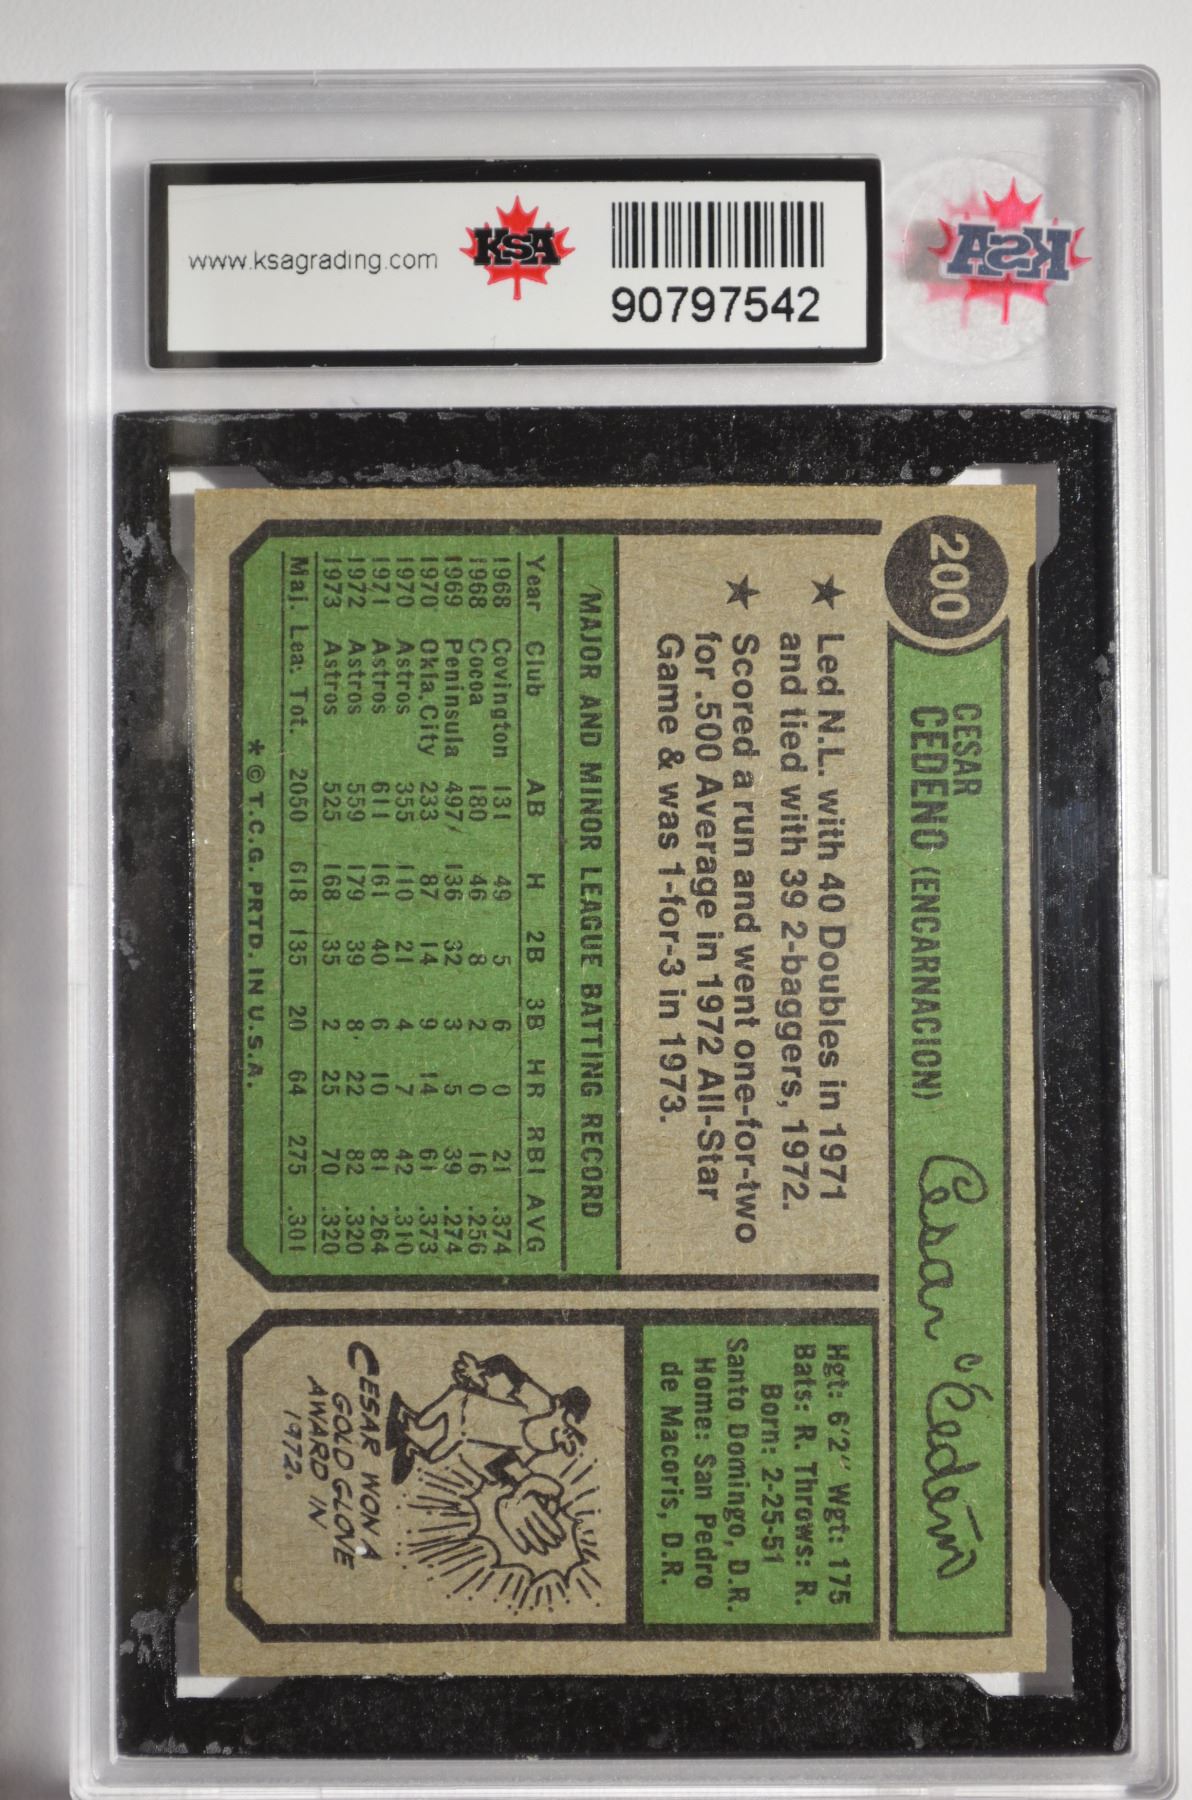 www.ksagrading.com
KSA
90797542
KSA
200
CESAR
CEDENO (ENCARNACION)
Cesar Cedeño
★ Led N.L. with 40 Doubles in 1971
and tied with 39 2-baggers, 1972.
★ Scored a run and went one-for-two
for .500 Average in 1972 All-Star
Game & was 1-for-3 in 1973.
MAJOR AND MINOR LEAGUE BATTING RECORD
Year Club AB H 2B 3B HR RBI AVG
1968 Covington 131 49 5 6 0 21 .374
1968 Cocoa 180 46 8 2 0 16 .256
1969 Peninsula 497 136 32 3 5 39 .274
1970 Okla. City 233 87 14 9 14 61 .373
1970 Astros 355 110 21 4 7 42 .310
1971 Astros 611 161 40 6 10 81 .264
1972 Astros 559 179 39 8 22 82 .320
1973 Astros 525 168 35 2 25 70 .320
Maj. Lea. Tot. 2050 618 135 20 64 275 .301
* © T.C.G. PRTD. IN U.S.A.
Hgt: 6'2" Wgt: 175
Bats: R. Throws: R.
Born: 2-25-51
Santo Domingo, D.R.
Home: San Pedro
de Macoris, D.R.
CESAR WON A
GOLD GLOVE
AWARD IN
1972.